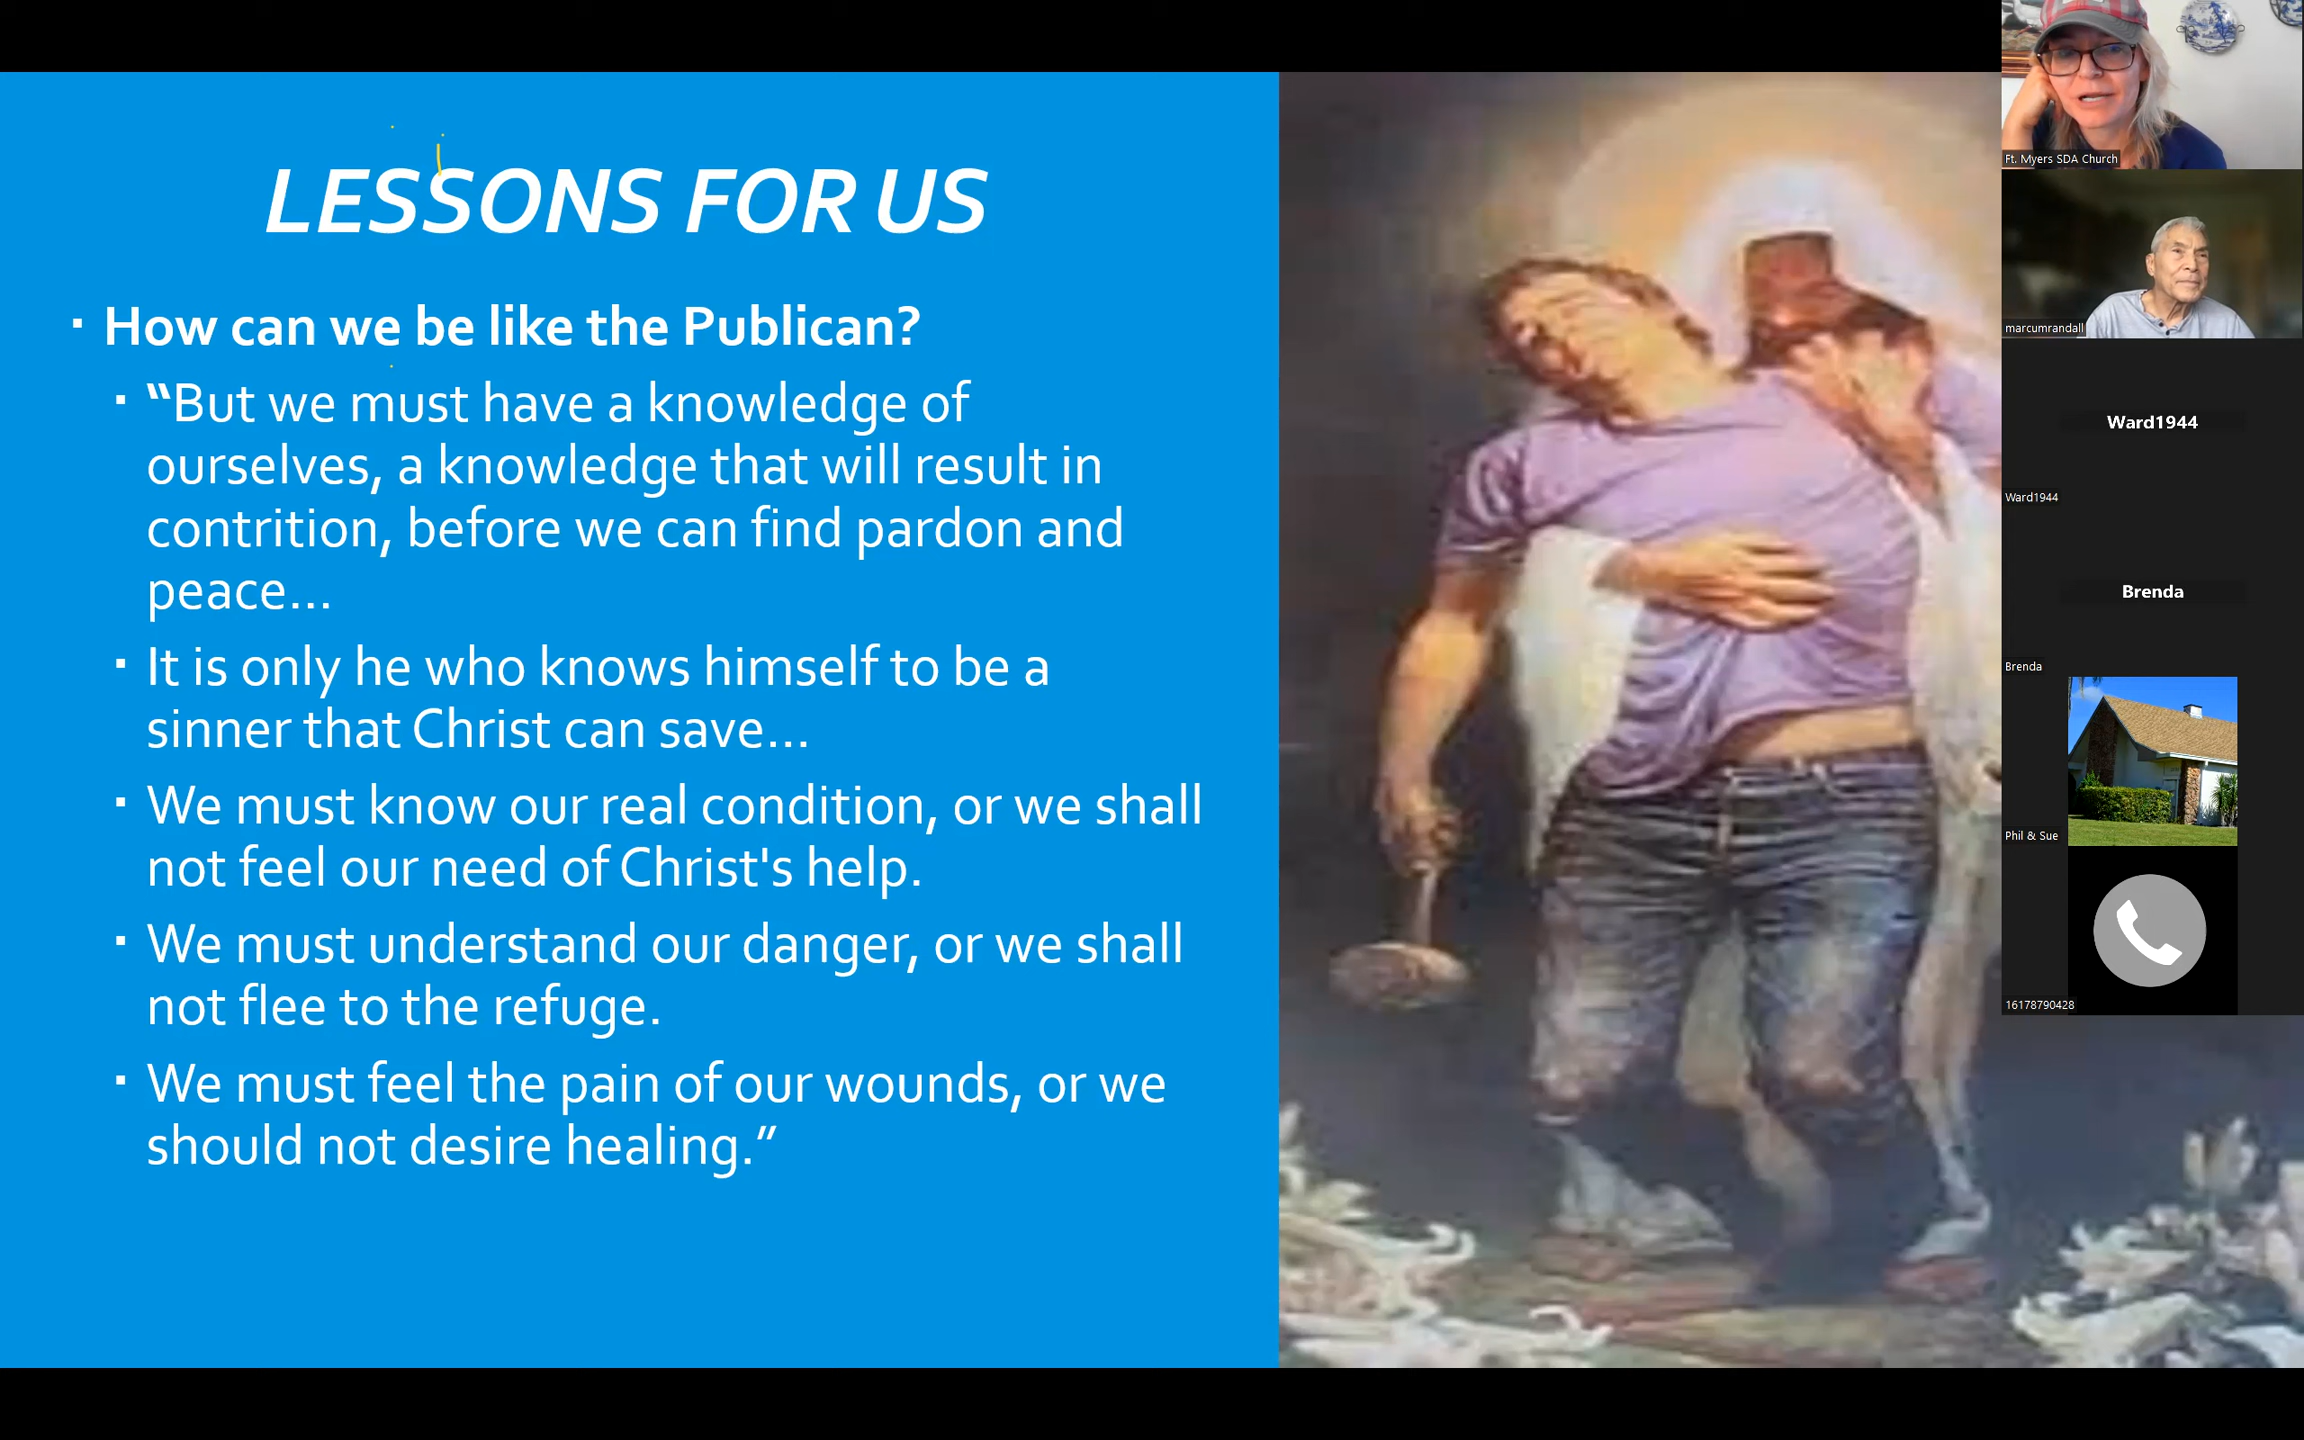 LESSONS FOR US
▪ How can we be like the Publican?
▪ “But we must have a knowledge of
ourselves, a knowledge that will result in
contrition, before we can find pardon and
peace...
▪ It is only he who knows himself to be a
sinner that Christ can save...
▪ We must know our real condition, or we shall
not feel our need of Christ's help.
▪ We must understand our danger, or we shall
not flee to the refuge.
▪ We must feel the pain of our wounds, or we
should not desire healing.”
Ft. Myers SDA Church
marcumrandall
Ward1944
Ward1944
Brenda
Brenda
Phil & Sue
16178790428